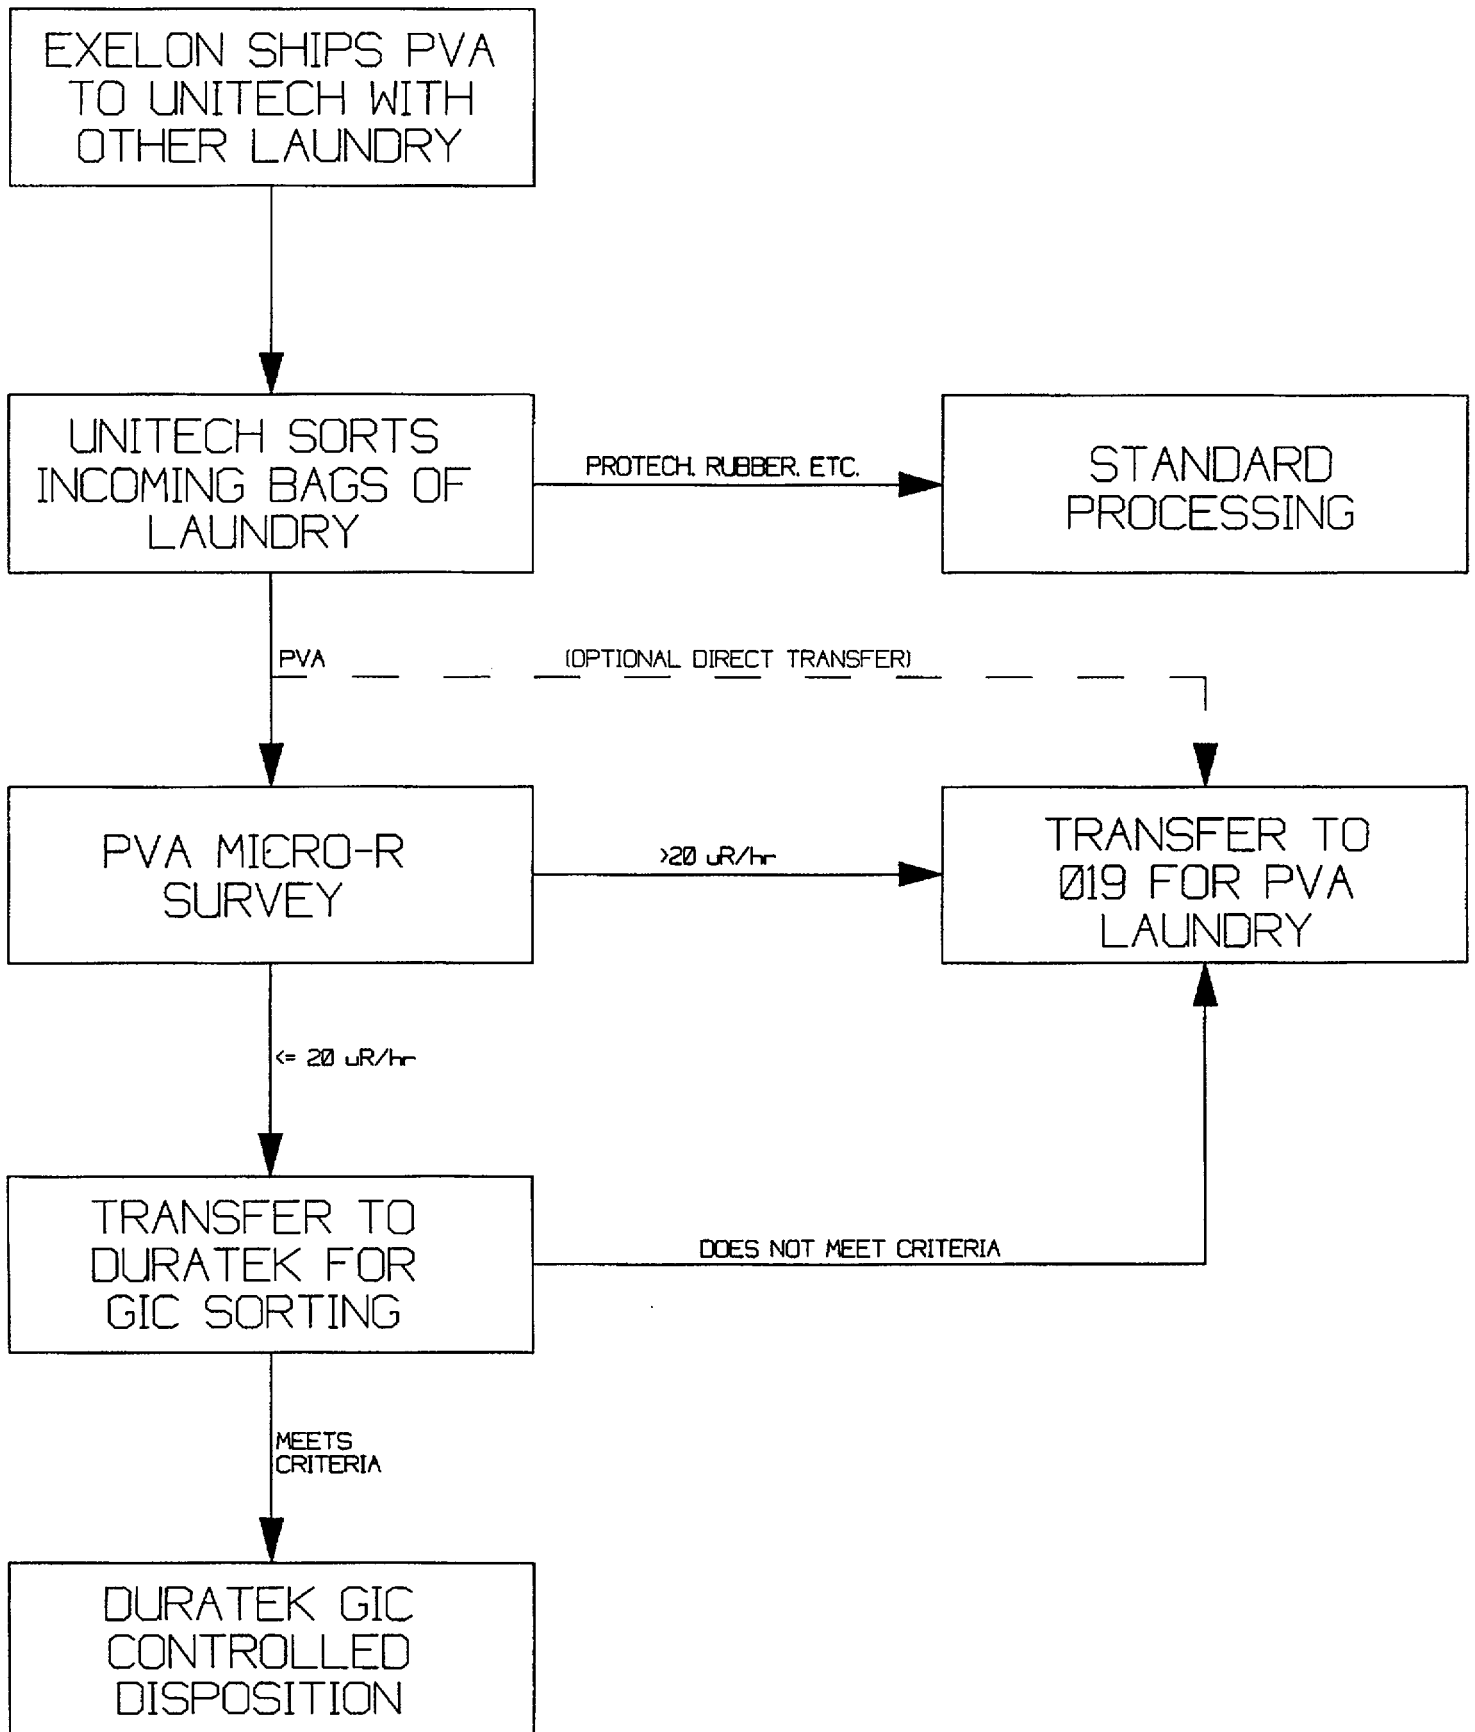 EXELON SHIPS PVA
TO UNITECH WITH
OTHER LAUNDRY
UNITECH SORTS
INCOMING BAGS OF
LAUNDRY
PROTECH. RUBBER. ETC.
STANDARD
PROCESSING
PVA
(OPTIONAL DIRECT TRANSFER)
PVA MICRO-R
SURVEY
>20 uR/hr
TRANSFER TO
019 FOR PVA
LAUNDRY
<= 20 uR/hr
TRANSFER TO
DURATEK FOR
GIC SORTING
DOES NOT MEET CRITERIA
MEETS
CRITERIA
DURATEK GIC
CONTROLLED
DISPOSITION